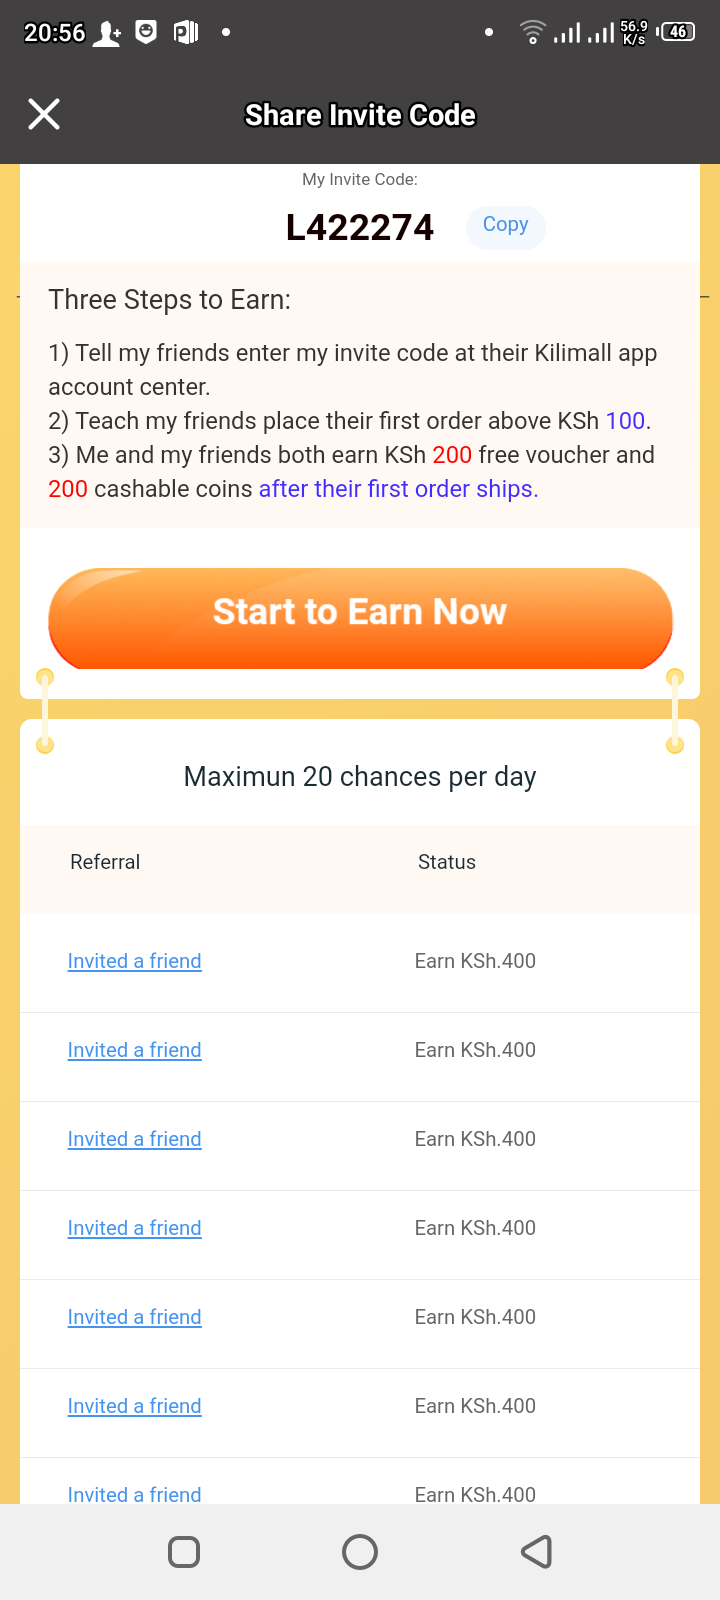 20:56
56.9
K/s
46
Share Invite Code
My Invite Code:
L422274
Copy
Three Steps to Earn:
1) Tell my friends enter my invite code at their Kilimall app
account center.
2) Teach my friends place their first order above KSh 100.
3) Me and my friends both earn KSh 200 free voucher and
200 cashable coins after their first order ships.
Start to Earn Now
Maximun 20 chances per day
Referral Status
Invited a friend Earn KSh.400
Invited a friend Earn KSh.400
Invited a friend Earn KSh.400
Invited a friend Earn KSh.400
Invited a friend Earn KSh.400
Invited a friend Earn KSh.400
Invited a friend Earn KSh.400